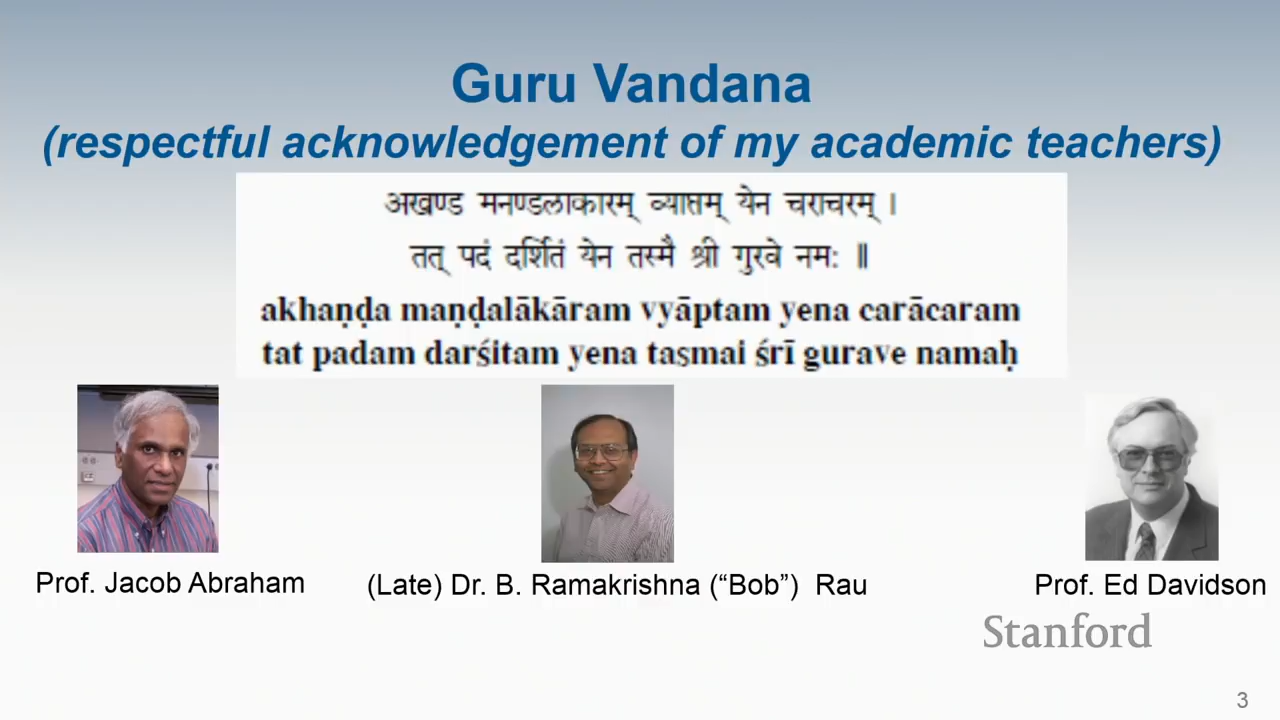 Guru Vandana
(respectful acknowledgement of my academic teachers)
अखण्ड मनण्डलाकारम् व्याप्तम् येन चराचरम् ।
तत् पदं दर्शितं येन तस्मै श्री गुरवे नमः ॥
akhaṇḍa maṇḍalākāram vyāptam yena carācaram
tat padam darśitam yena taṣmai śrī gurave namaḥ
Prof. Jacob Abraham
(Late) Dr. B. Ramakrishna (“Bob”) Rau
Prof. Ed Davidson
Stanford
3